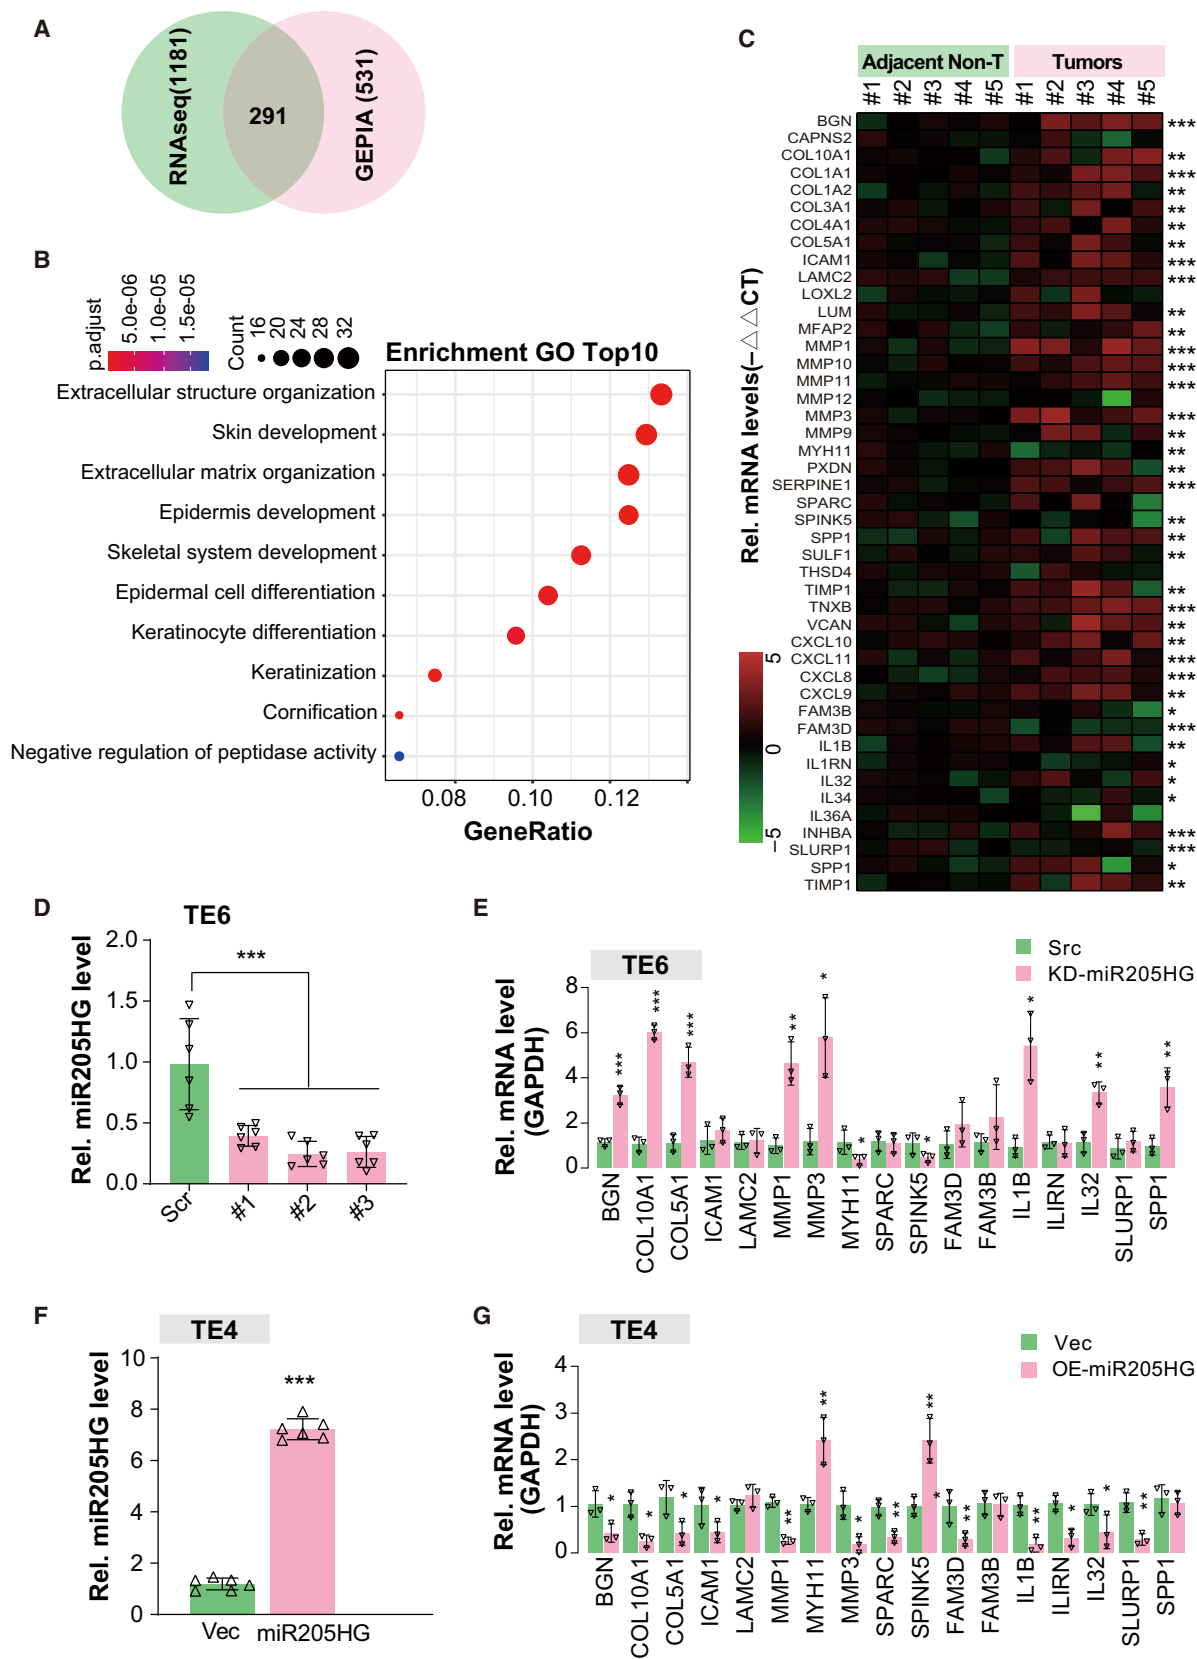 A
RNAseq(1181)
291
GEPIA (531)
B
p.adjust
5.0e-06
1.0e-05
1.5e-05
Count
16
20
24
28
32
Enrichment GO Top10
Extracellular structure organization
Skin development
Extracellular matrix organization
Epidermis development
Skeletal system development
Epidermal cell differentiation
Keratinocyte differentiation
Keratinization
Cornification
Negative regulation of peptidase activity
0.08 0.10 0.12
GeneRatio
C
Adjacent Non-T Tumors
#1 #2 #3 #4 #5 #1 #2 #3 #4 #5
Rel. mRNA levels(−△△CT)
BGN ***
CAPNS2
COL10A1 **
COL1A1 ***
COL1A2 **
COL3A1 **
COL4A1 **
COL5A1 **
ICAM1 ***
LAMC2 ***
LOXL2
LUM **
MFAP2 **
MMP1 ***
MMP10 ***
MMP11 ***
MMP12
MMP3 ***
MMP9 **
MYH11 **
PXDN **
SERPINE1 ***
SPARC
SPINK5 **
SPP1 **
SULF1 **
THSD4
TIMP1 **
TNXB ***
VCAN **
CXCL10 **
CXCL11 ***
CXCL8 ***
CXCL9 **
FAM3B *
FAM3D ***
IL1B **
IL1RN *
IL32 *
IL34 *
IL36A
INHBA ***
SLURP1 ***
SPP1 *
TIMP1 **
5
0
−5
D
TE6
Rel. miR205HG level
2.0
1.5
1.0
0.5
0.0
***
Scr #1 #2 #3
E
TE6
Src
KD-miR205HG
Rel. mRNA level
(GAPDH)
8
6
4
2
0
*** *** *** ** * * * * ** **
BGN COL10A1 COL5A1 ICAM1 LAMC2 MMP1 MMP3 MYH11 SPARC SPINK5 FAM3D FAM3B IL1B ILIRN IL32 SLURP1 SPP1
F
TE4
Rel. miR205HG level
10
8
6
4
2
0
***
Vec miR205HG
G
TE4
Vec
OE-miR205HG
Rel. mRNA level
(GAPDH)
4
3
2
1
0
* * * * ** ** * ** ** * ** ** * * **
BGN COL10A1 COL5A1 ICAM1 LAMC2 MMP1 MYH11 MMP3 SPARC SPINK5 FAM3D FAM3B IL1B ILIRN IL32 SLURP1 SPP1